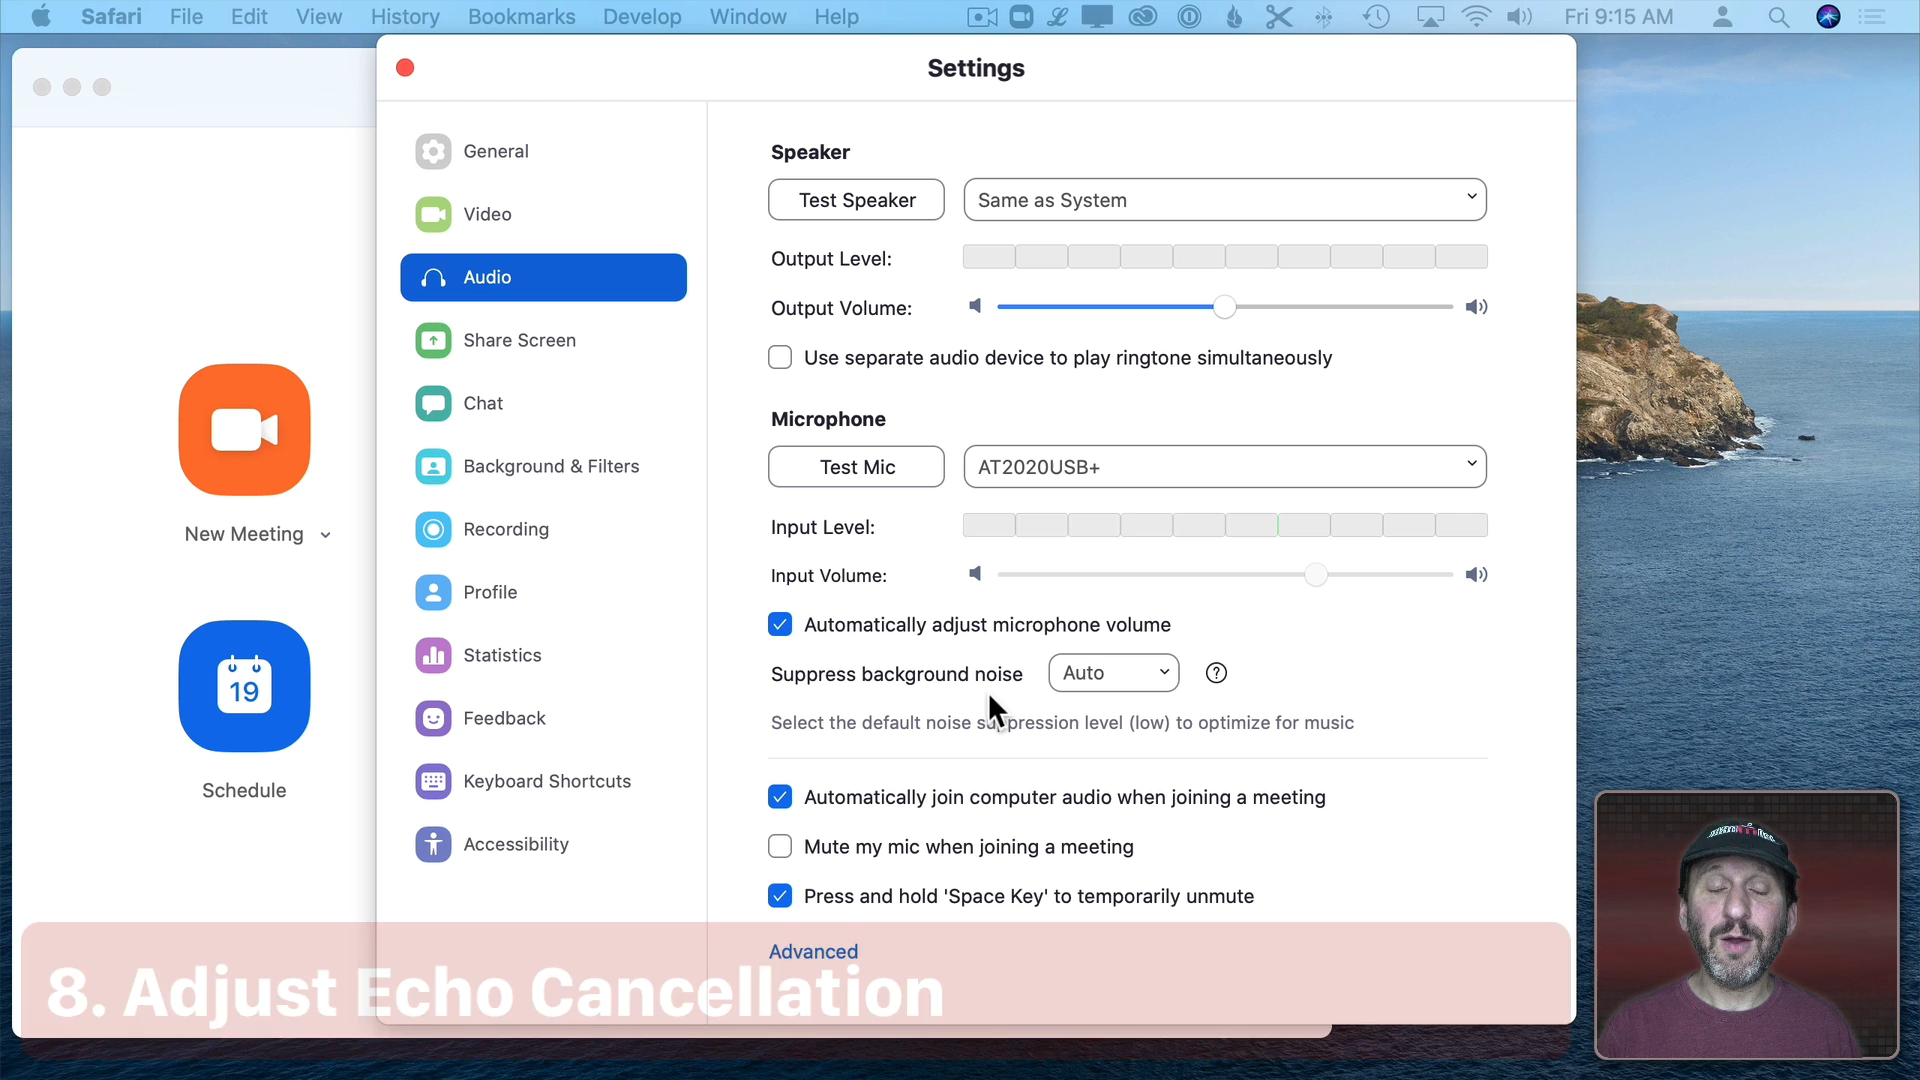 Safari File Edit View History Bookmarks Develop Window Help Fri 9:15 AM
Settings
General
Video
Audio
Share Screen
Chat
Background & Filters
Recording
Profile
Statistics
Feedback
Keyboard Shortcuts
Accessibility
New Meeting
19
Schedule
Speaker
Test Speaker Same as System
Output Level:
Output Volume:
Use separate audio device to play ringtone simultaneously
Microphone
Test Mic AT2020USB+
Input Level:
Input Volume:
Automatically adjust microphone volume
Suppress background noise Auto ?
Select the default noise suppression level (low) to optimize for music
Automatically join computer audio when joining a meeting
Mute my mic when joining a meeting
Press and hold 'Space Key' to temporarily unmute
Advanced
8. Adjust Echo Cancellation